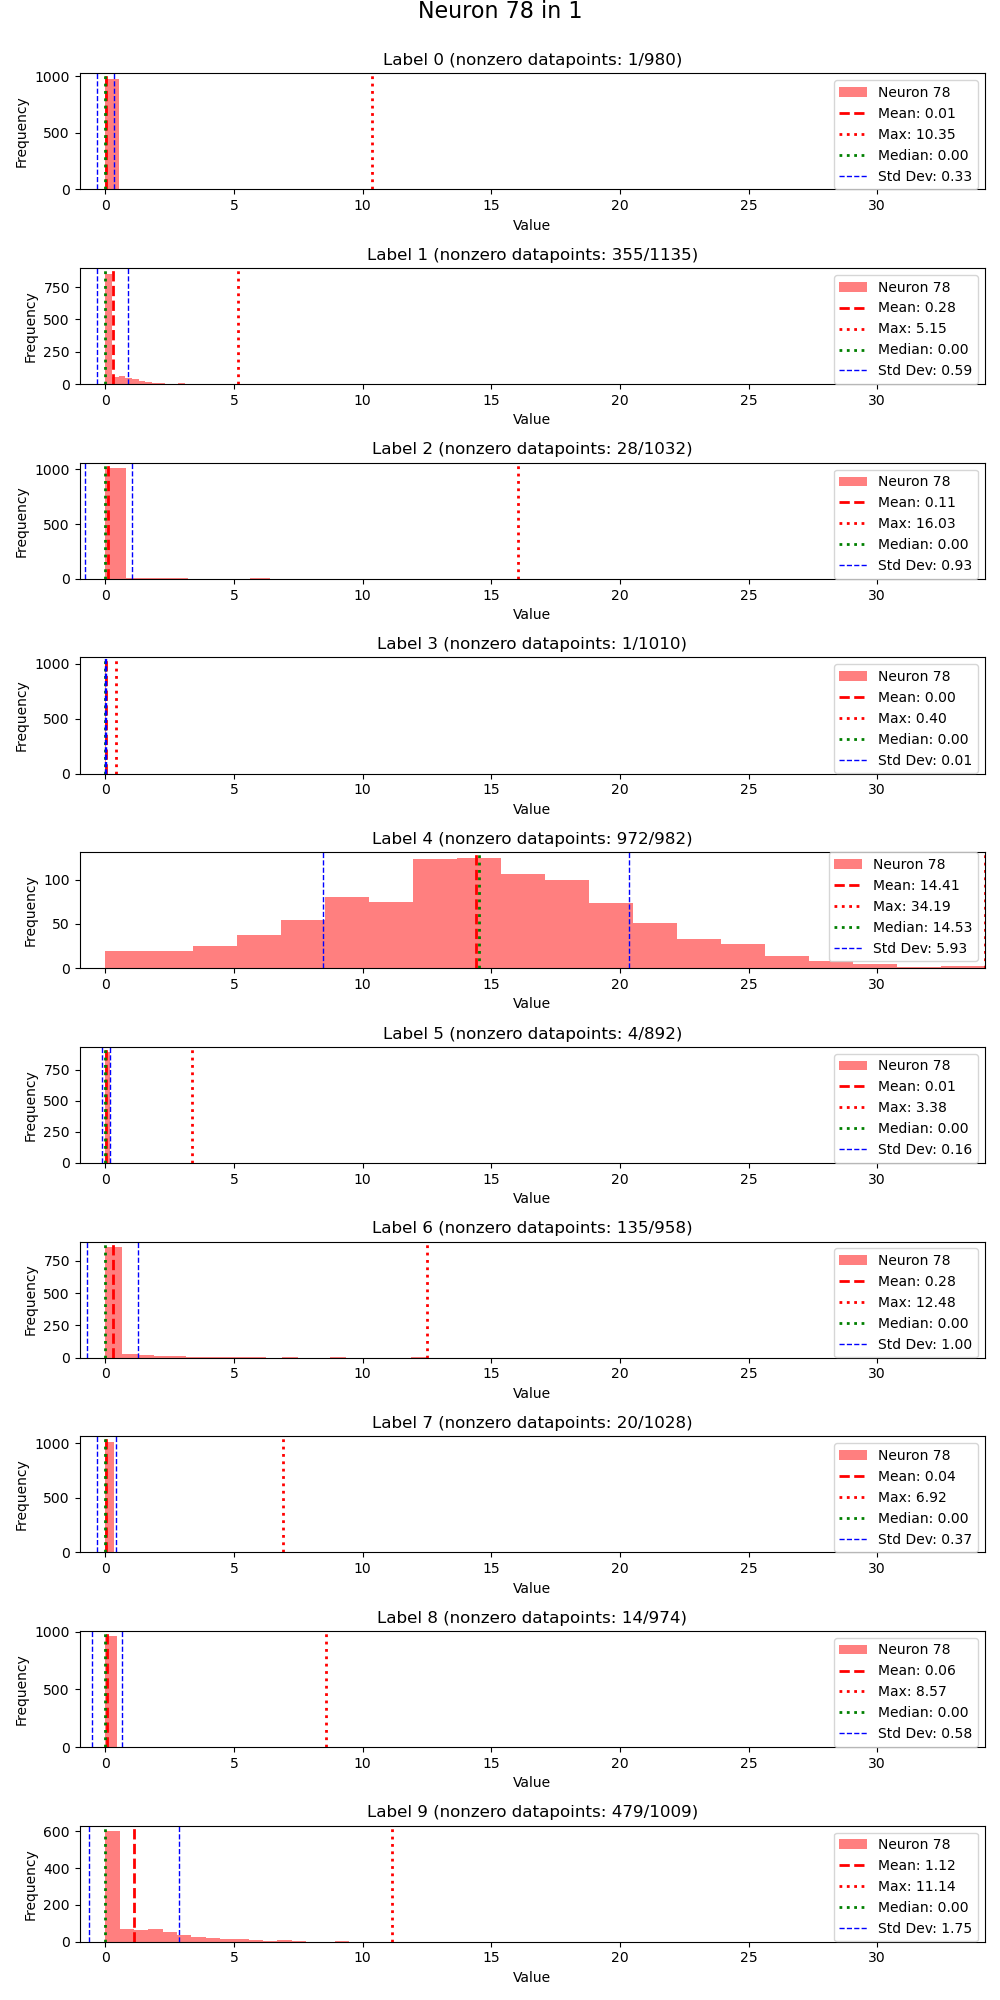 Neuron 78 in 1
Label 0 (nonzero datapoints: 1/980)
Frequency
1000
500
0
Neuron 78
Mean: 0.01
Max: 10.35
Median: 0.00
Std Dev: 0.33
0 5 10 15 20 25 30
Value
Label 1 (nonzero datapoints: 355/1135)
Frequency
750
500
250
0
Neuron 78
Mean: 0.28
Max: 5.15
Median: 0.00
Std Dev: 0.59
0 5 10 15 20 25 30
Value
Label 2 (nonzero datapoints: 28/1032)
Frequency
1000
500
0
Neuron 78
Mean: 0.11
Max: 16.03
Median: 0.00
Std Dev: 0.93
0 5 10 15 20 25 30
Value
Label 3 (nonzero datapoints: 1/1010)
Frequency
1000
500
0
Neuron 78
Mean: 0.00
Max: 0.40
Median: 0.00
Std Dev: 0.01
0 5 10 15 20 25 30
Value
Label 4 (nonzero datapoints: 972/982)
Frequency
100
50
0
Neuron 78
Mean: 14.41
Max: 34.19
Median: 14.53
Std Dev: 5.93
0 5 10 15 20 25 30
Value
Label 5 (nonzero datapoints: 4/892)
Frequency
750
500
250
0
Neuron 78
Mean: 0.01
Max: 3.38
Median: 0.00
Std Dev: 0.16
0 5 10 15 20 25 30
Value
Label 6 (nonzero datapoints: 135/958)
Frequency
750
500
250
0
Neuron 78
Mean: 0.28
Max: 12.48
Median: 0.00
Std Dev: 1.00
0 5 10 15 20 25 30
Value
Label 7 (nonzero datapoints: 20/1028)
Frequency
1000
500
0
Neuron 78
Mean: 0.04
Max: 6.92
Median: 0.00
Std Dev: 0.37
0 5 10 15 20 25 30
Value
Label 8 (nonzero datapoints: 14/974)
Frequency
1000
500
0
Neuron 78
Mean: 0.06
Max: 8.57
Median: 0.00
Std Dev: 0.58
0 5 10 15 20 25 30
Value
Label 9 (nonzero datapoints: 479/1009)
Frequency
600
400
200
0
Neuron 78
Mean: 1.12
Max: 11.14
Median: 0.00
Std Dev: 1.75
0 5 10 15 20 25 30
Value